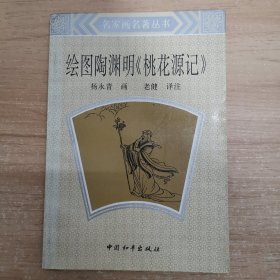 名家画名著丛书
绘图陶渊明《桃花源记》
杨永青 画 老健 译注
中国和平出版社